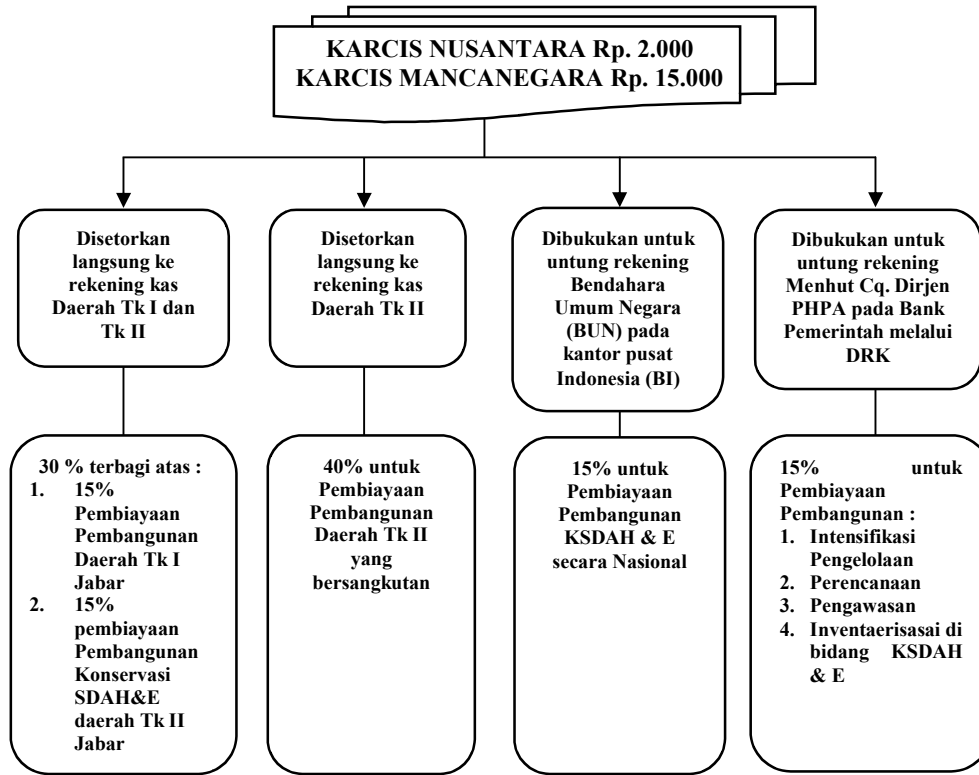 KARCIS NUSANTARA Rp. 2.000
KARCIS MANCANEGARA Rp. 15.000
Disetorkan
langsung ke
rekening kas
Daerah Tk I dan
Tk II
Disetorkan
langsung ke
rekening kas
Daerah Tk II
Dibukukan untuk
untung rekening
Bendahara
Umum Negara
(BUN) pada
kantor pusat
Indonesia (BI)
Dibukukan untuk
untung rekening
Menhut Cq. Dirjen
PHPA pada Bank
Pemerintah melalui
DRK
30 % terbagi atas :
1. 15%
Pembiayaan
Pembangunan
Daerah Tk I
Jabar
2. 15%
pembiayaan
Pembangunan
Konservasi
SDAH&E
daerah Tk II
Jabar
40% untuk
Pembiayaan
Pembangunan
Daerah Tk II
yang
bersangkutan
15% untuk
Pembiayaan
Pembangunan
KSDAH & E
secara Nasional
15% untuk
Pembiayaan
Pembangunan :
1. Intensifikasi
Pengelolaan
2. Perencanaan
3. Pengawasan
4. Inventaerisasai di
bidang KSDAH
& E